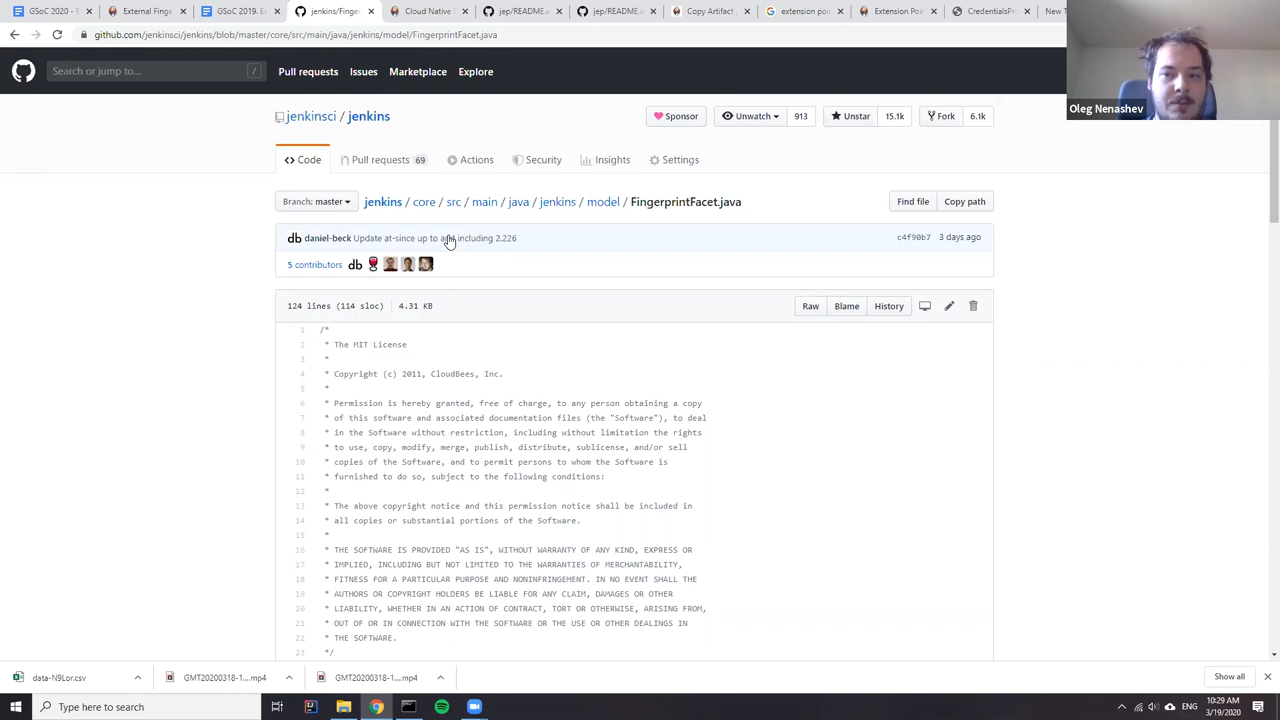 GSoC 2020 - E
External Finge
GSoC 2019. E
jenkins/Finger
Cloud Native
jep/README.a
jep/README.a
Copy Artifact
extension poin
Extension Poin
CredentialsPro
New T
github.com/jenkinsci/jenkins/blob/master/core/src/main/java/jenkins/model/FingerprintFacet.java
Search or jump to...
/
Pull requests
Issues
Marketplace
Explore
Oleg Nenashev
jenkinsci / jenkins
Sponsor
Unwatch
913
Unstar
15.1k
Fork
6.1k
Code
Pull requests 69
Actions
Security
Insights
Settings
Branch: master
jenkins / core / src / main / java / jenkins / model / FingerprintFacet.java
Find file
Copy path
db daniel-beck Update at-since up to and including 2.226
c4f90b7 3 days ago
5 contributors db
124 lines (114 sloc) 4.31 KB
Raw
Blame
History
1 /*
2 * The MIT License
3 *
4 * Copyright (c) 2011, CloudBees, Inc.
5 *
6 * Permission is hereby granted, free of charge, to any person obtaining a copy
7 * of this software and associated documentation files (the "Software"), to deal
8 * in the Software without restriction, including without limitation the rights
9 * to use, copy, modify, merge, publish, distribute, sublicense, and/or sell
10 * copies of the Software, and to permit persons to whom the Software is
11 * furnished to do so, subject to the following conditions:
12 *
13 * The above copyright notice and this permission notice shall be included in
14 * all copies or substantial portions of the Software.
15 *
16 * THE SOFTWARE IS PROVIDED "AS IS", WITHOUT WARRANTY OF ANY KIND, EXPRESS OR
17 * IMPLIED, INCLUDING BUT NOT LIMITED TO THE WARRANTIES OF MERCHANTABILITY,
18 * FITNESS FOR A PARTICULAR PURPOSE AND NONINFRINGEMENT. IN NO EVENT SHALL THE
19 * AUTHORS OR COPYRIGHT HOLDERS BE LIABLE FOR ANY CLAIM, DAMAGES OR OTHER
20 * LIABILITY, WHETHER IN AN ACTION OF CONTRACT, TORT OR OTHERWISE, ARISING FROM,
21 * OUT OF OR IN CONNECTION WITH THE SOFTWARE OR THE USE OR OTHER DEALINGS IN
22 * THE SOFTWARE.
23 */
data-N9Lor.csv
GMT20200318-1....mp4
GMT20200318-1....mp4
Show all
Type here to search
ENG
10:29 AM
3/19/2020